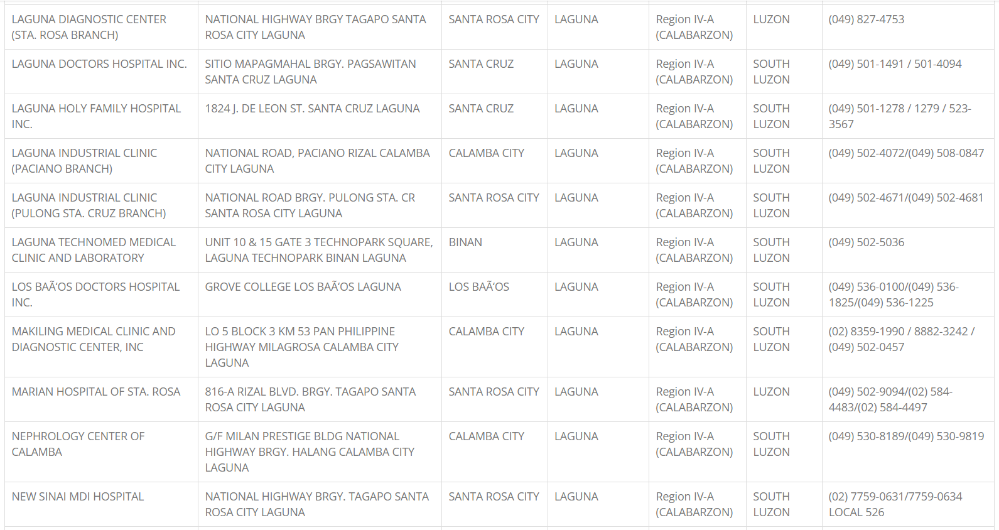 LAGUNA DIAGNOSTIC CENTER
(STA. ROSA BRANCH)
NATIONAL HIGHWAY BRGY TAGAPO SANTA
ROSA CITY LAGUNA
SANTA ROSA CITY
LAGUNA
Region IV-A
(CALABARZON)
LUZON
(049) 827-4753
LAGUNA DOCTORS HOSPITAL INC.
SITIO MAPAGMAHAL BRGY. PAGSAWITAN
SANTA CRUZ LAGUNA
SANTA CRUZ
LAGUNA
Region IV-A
(CALABARZON)
SOUTH
LUZON
(049) 501-1491 / 501-4094
LAGUNA HOLY FAMILY HOSPITAL
INC.
1824 J. DE LEON ST. SANTA CRUZ LAGUNA
SANTA CRUZ
LAGUNA
Region IV-A
(CALABARZON)
SOUTH
LUZON
(049) 501-1278 / 1279 / 523-
3567
LAGUNA INDUSTRIAL CLINIC
(PACIANO BRANCH)
NATIONAL ROAD, PACIANO RIZAL CALAMBA
CITY LAGUNA
CALAMBA CITY
LAGUNA
Region IV-A
(CALABARZON)
SOUTH
LUZON
(049) 502-4072/(049) 508-0847
LAGUNA INDUSTRIAL CLINIC
(PULONG STA. CRUZ BRANCH)
NATIONAL ROAD BRGY. PULONG STA. CR
SANTA ROSA CITY LAGUNA
SANTA ROSA CITY
LAGUNA
Region IV-A
(CALABARZON)
SOUTH
LUZON
(049) 502-4671/(049) 502-4681
LAGUNA TECHNOMED MEDICAL
CLINIC AND LABORATORY
UNIT 10 & 15 GATE 3 TECHNOPARK SQUARE,
LAGUNA TECHNOPARK BINAN LAGUNA
BINAN
LAGUNA
Region IV-A
(CALABARZON)
SOUTH
LUZON
(049) 502-5036
LOS BAÃ‘OS DOCTORS HOSPITAL
INC.
GROVE COLLEGE LOS BAÃ‘OS LAGUNA
LOS BAÃ‘OS
LAGUNA
Region IV-A
(CALABARZON)
SOUTH
LUZON
(049) 536-0100/(049) 536-
1825/(049) 536-1225
MAKILING MEDICAL CLINIC AND
DIAGNOSTIC CENTER, INC
LO 5 BLOCK 3 KM 53 PAN PHILIPPINE
HIGHWAY MILAGROSA CALAMBA CITY
LAGUNA
CALAMBA CITY
LAGUNA
Region IV-A
(CALABARZON)
SOUTH
LUZON
(02) 8359-1990 / 8882-3242 /
(049) 502-0457
MARIAN HOSPITAL OF STA. ROSA
816-A RIZAL BLVD. BRGY. TAGAPO SANTA
ROSA CITY LAGUNA
SANTA ROSA CITY
LAGUNA
Region IV-A
(CALABARZON)
LUZON
(049) 502-9094/(02) 584-
4483/(02) 584-4497
NEPHROLOGY CENTER OF
CALAMBA
G/F MILAN PRESTIGE BLDG NATIONAL
HIGHWAY BRGY. HALANG CALAMBA CITY
LAGUNA
CALAMBA CITY
LAGUNA
Region IV-A
(CALABARZON)
SOUTH
LUZON
(049) 530-8189/(049) 530-9819
NEW SINAI MDI HOSPITAL
NATIONAL HIGHWAY BRGY. TAGAPO SANTA
ROSA CITY LAGUNA
SANTA ROSA CITY
LAGUNA
Region IV-A
(CALABARZON)
SOUTH
LUZON
(02) 7759-0631/7759-0634
LOCAL 526